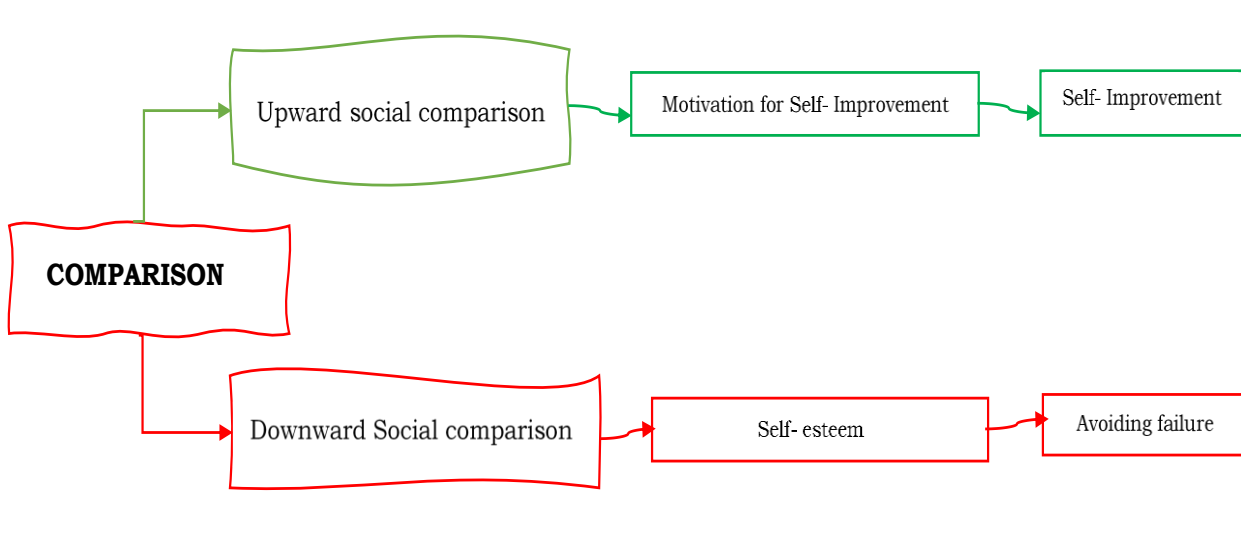 Upward social comparison
Motivation for Self- Improvement
Self- Improvement
COMPARISON
Downward Social comparison
Self- esteem
Avoiding failure